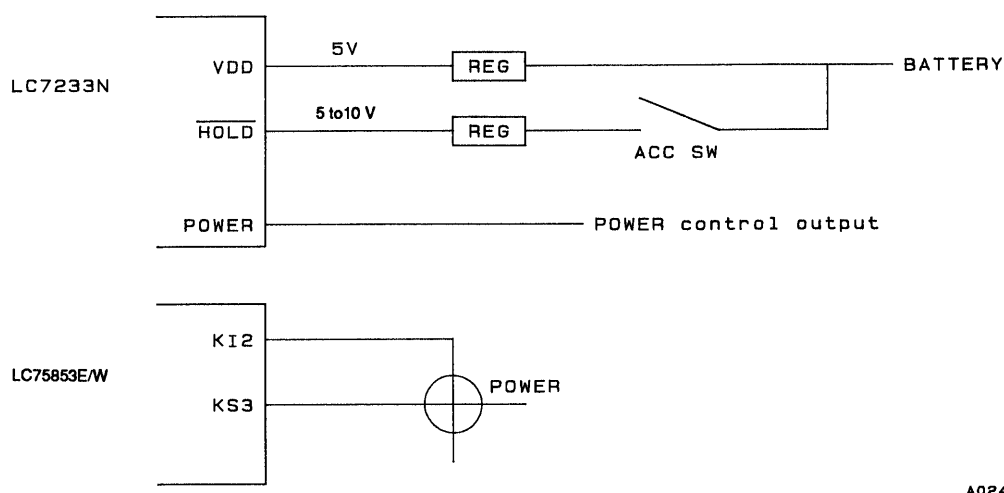 LC7233N
VDD
5V
REG
BATTERY
HOLD
5 to10 V
REG
ACC SW
POWER
POWER control output
LC75853E/W
KI2
KS3
POWER